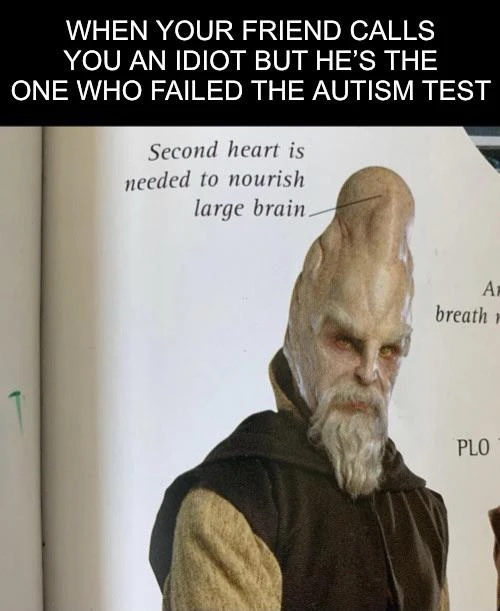 WHEN YOUR FRIEND CALLS
YOU AN IDIOT BUT HE'S THE
ONE WHO FAILED THE AUTISM TEST
Second heart is
needed to nourish
large brain
breath
PLO